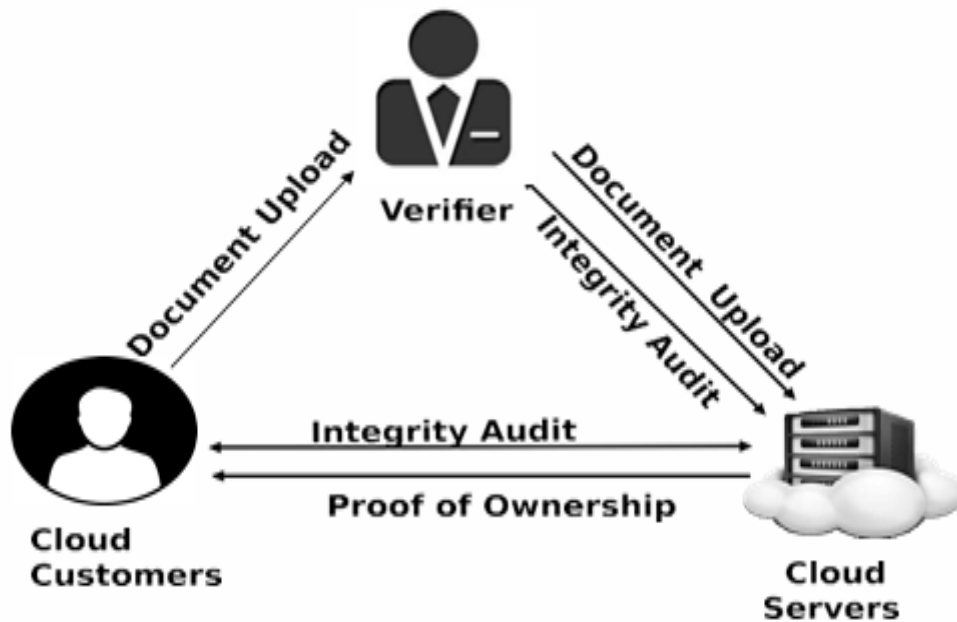 Verifier
Document Upload
Document Upload
Integrity Audit
Integrity Audit
Proof of Ownership
Cloud
Customers
Cloud
Servers